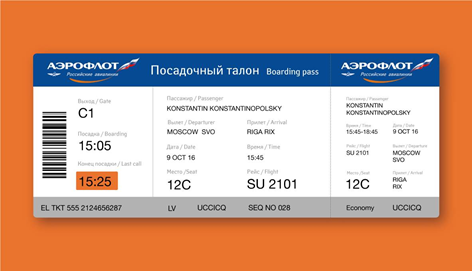 АЭРОФЛОТ
Российские авиалинии
Посадочный талон Boarding pass
АЭРОФЛОТ
Российские авиалинии
Выход / Gate
C1
Посадка / Boarding
15:05
Конец посадки / Last call
15:25
Пассажир / Passenger
KONSTANTIN KONSTANTINOPOLSKY
Вылет / Departurer Прилет / Arrival
MOSCOW SVO RIGA RIX
Дата / Date Время / Time
9 OCT 16 15:45
Место /Seat Рейс / Flight
12C SU 2101
Пассажир / Passenger
KONSTANTIN
KONSTANTINOPOLSKY
Время / Time Дата / Date
15:45-18:45 9 OCT 16
Рейс / Flight Вылет / Departurer
SU 2101 MOSCOW
SVO
Место /Seat Прилет / Arrival
12C RIGA
RIX
EL TKT 555 2124656287 LV UCCICQ SEQ NO 028 Economy UCCICQ